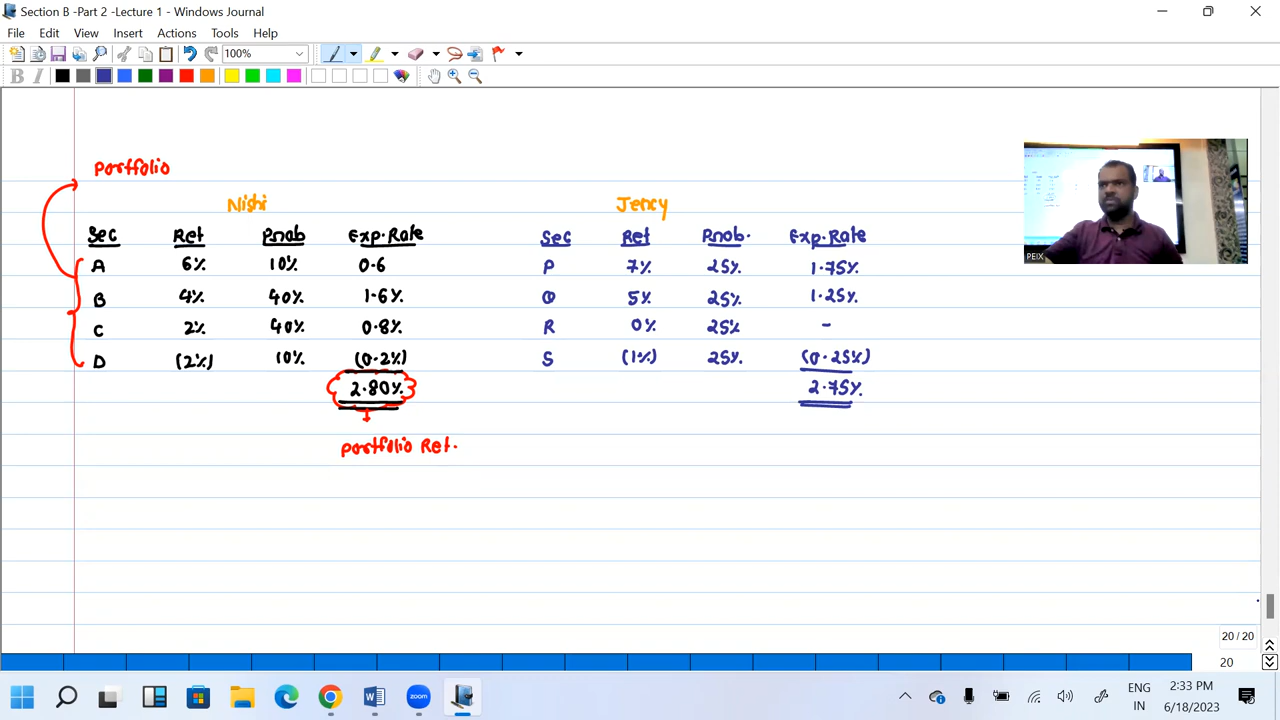 Section B -Part 2 -Lecture 1 - Windows Journal
File Edit View Insert Actions Tools Help
100%
B I
PEIX
Portfolio
Nishi Jency
Sec Ret Prob Exp.Rate Sec Ret Prob. Exp.Rate
A 6% 10% 0.6 P 7% 25% 1.75%
B 4% 40% 1.6% Q 5% 25% 1.25%
C 2% 40% 0.8% R 0% 25% -
D (2%) 10% (0.2%) S (1%) 25% (0.25%)
2.80% 2.75%
Portfolio Ret.
20 / 20
20
zoom
ENG 2:33 PM
IN 6/18/2023